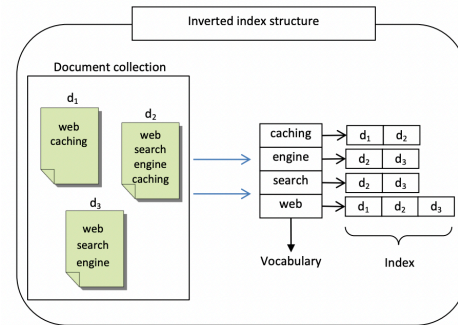 Inverted index structure
Document collection
d1
web
caching
d2
web
search
engine
caching
d3
web
search
engine
caching d1 d2
engine d2 d3
search d2 d3
web d1 d2 d3
Vocabulary
Index